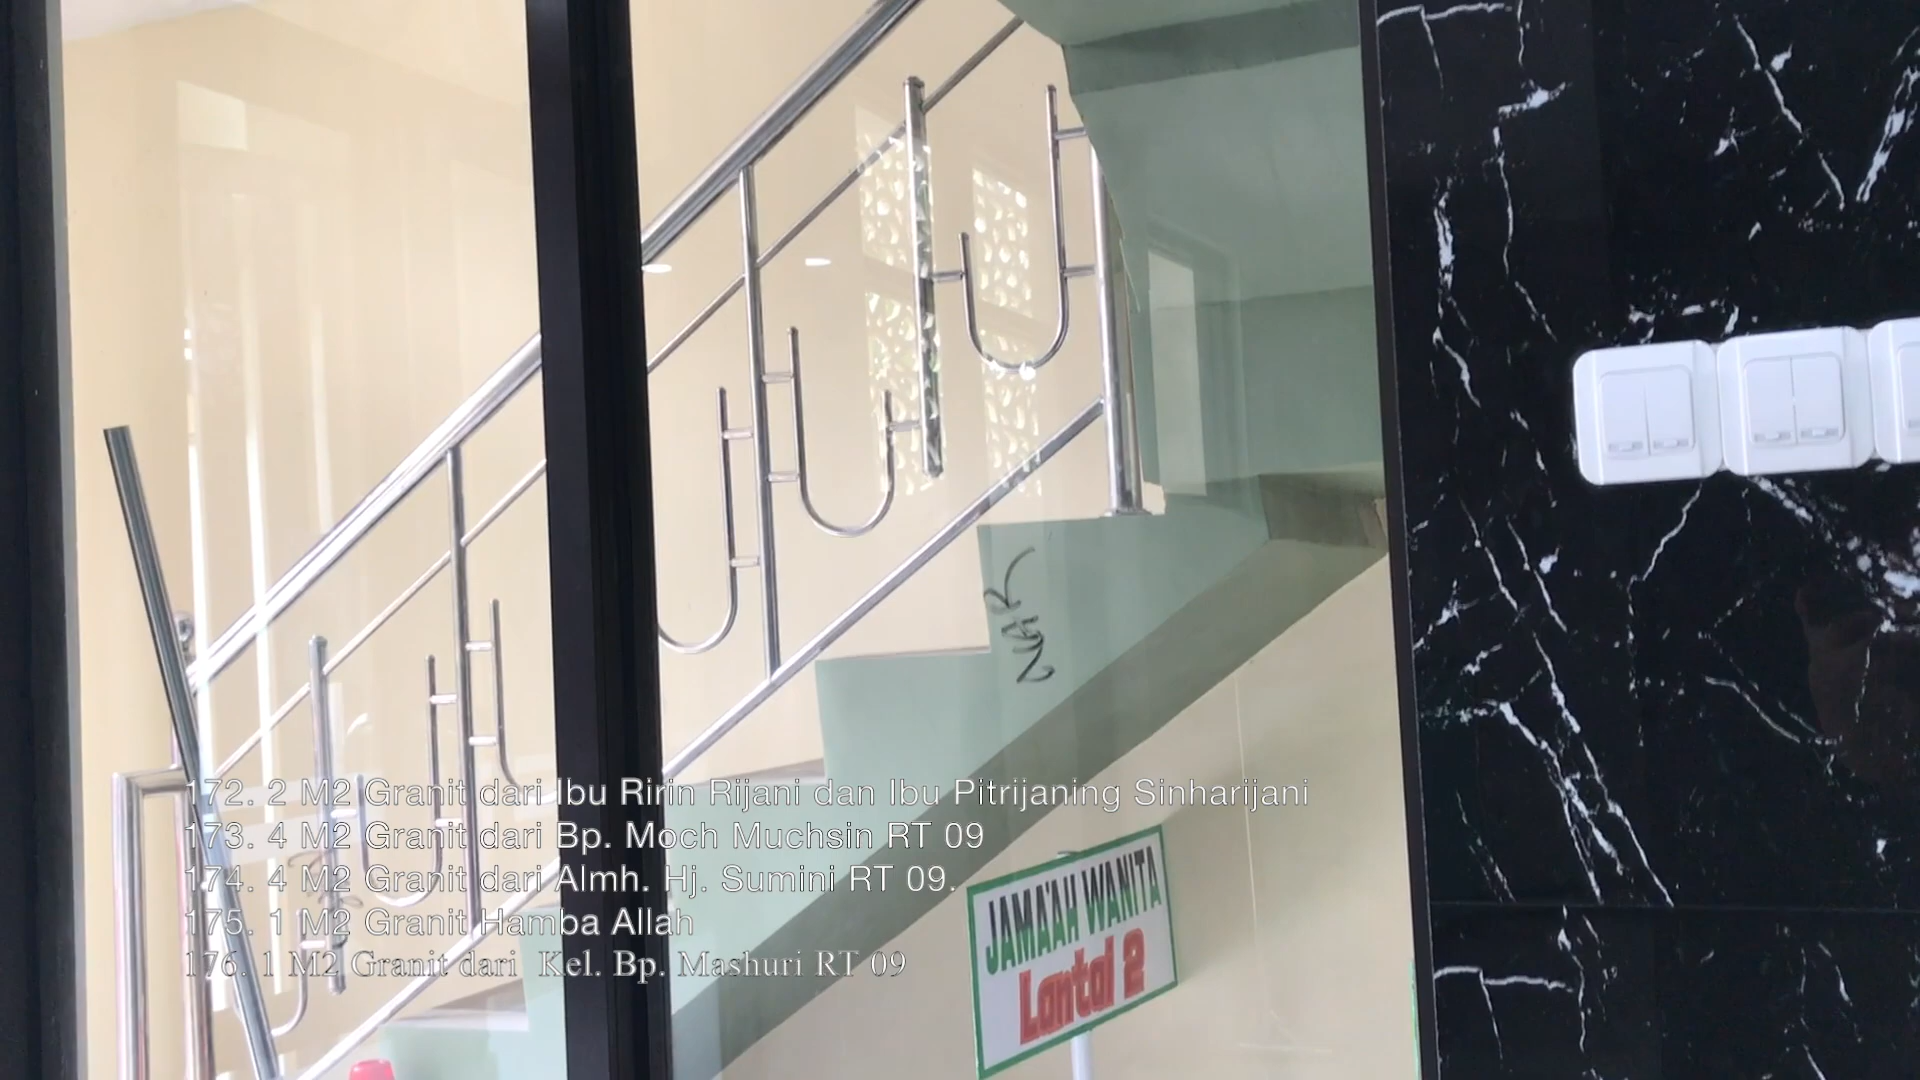 NAR
172. 2 M2 Granit dari Ibu Ririn Rijani dan Ibu Pitrijaning Sinharijani
173. 4 M2 Granit dari Bp. Moch Muchsin RT 09
174. 4 M2 Granit dari Almh. Hj. Sumini RT 09.
175. 1 M2 Granit Hamba Allah
176. 1 M2 Granit dari Kel. Bp. Mashuri RT 09
JAMA'AH WANITA
Lantai 2